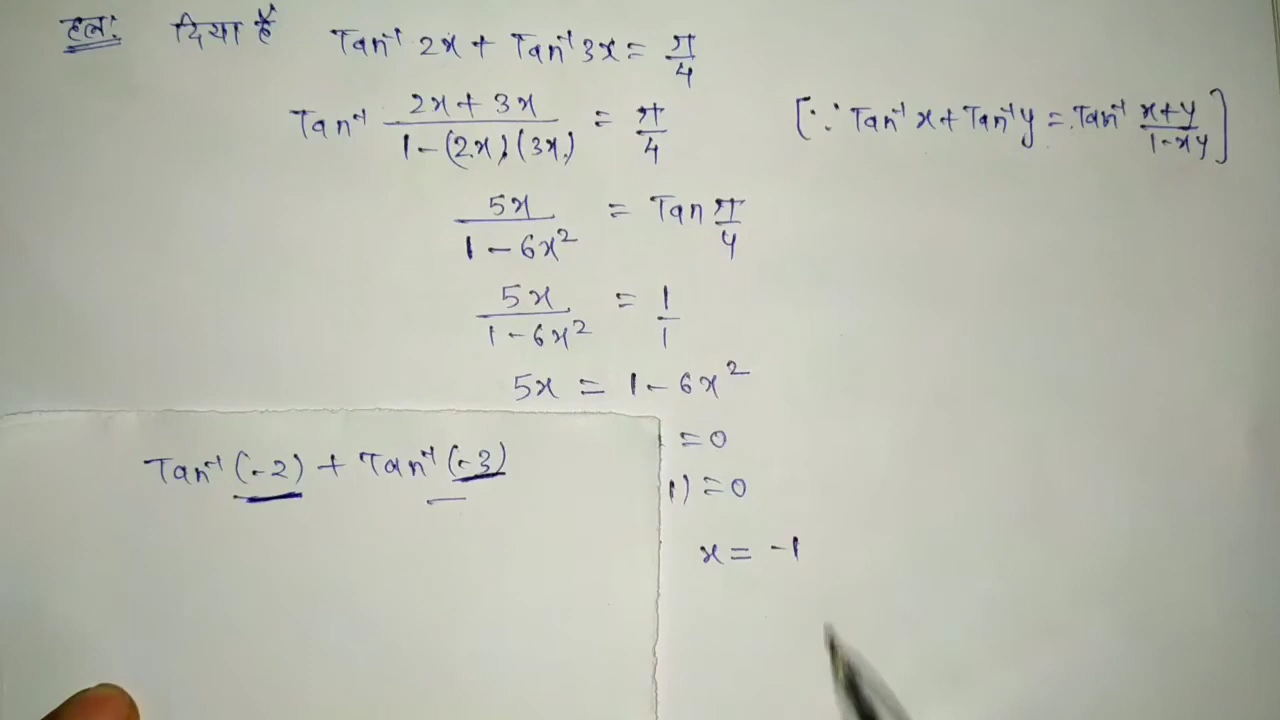 हल: दिया है Tan⁻¹ 2x + Tan⁻¹ 3x = π/4
Tan⁻¹ (2x + 3x)/(1 - (2x)(3x)) = π/4 [∵ Tan⁻¹ x + Tan⁻¹ y = Tan⁻¹ (x+y)/(1-xy)]
5x/(1 - 6x²) = Tan π/4
5x/(1 - 6x²) = 1/1
5x = 1 - 6x²
= 0
1) = 0
x = -1
Tan⁻¹ (-2) + Tan⁻¹ (-3)